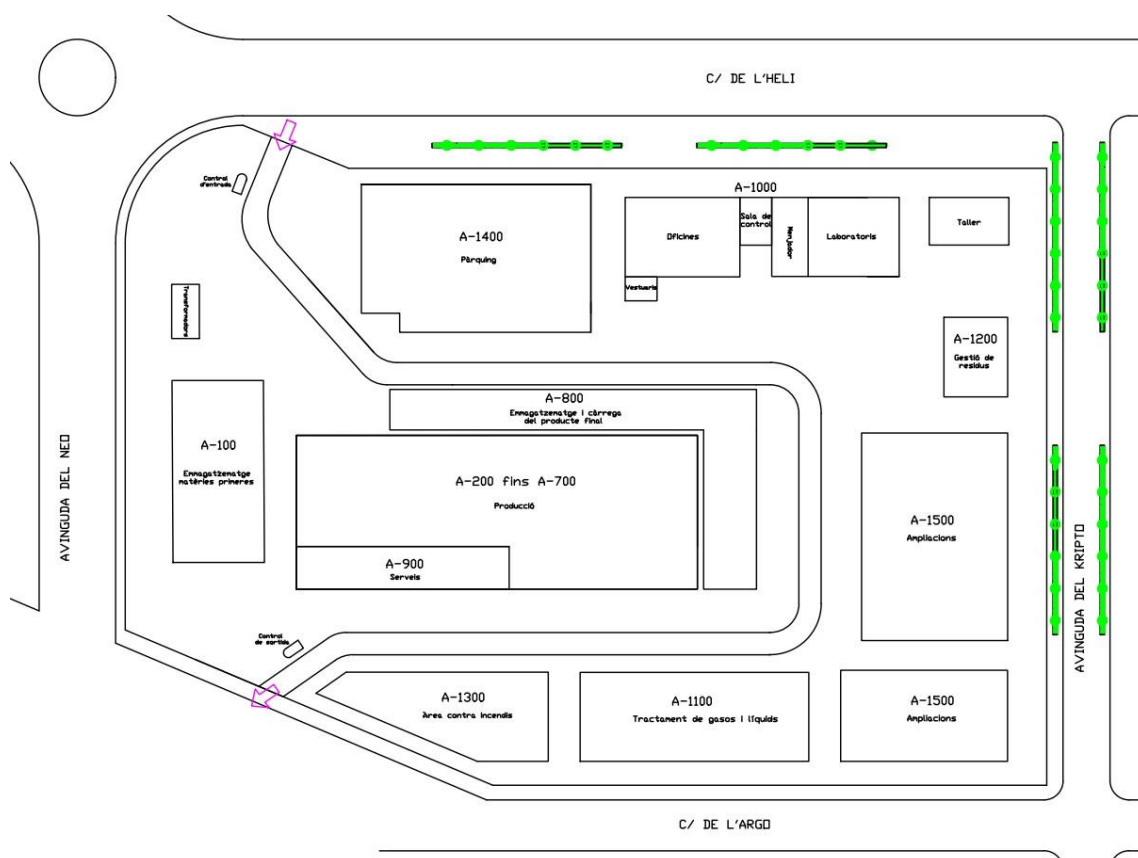 C/ DE L'HELI
Control
d'entrada
A-1000
A-1400
Pàrquing
Oficines
Sala de
control
Menjador
Laboratoris
Taller
Vestuaris
Transformadors
A-1200
Gestió de
residus
A-800
Emmagatzematge i càrrega
del producte final
A-100
Emmagatzematge
matèries primeres
A-200 fins A-700
Producció
A-900
Serveis
A-1500
Ampliacions
AVINGUDA DEL NEO
AVINGUDA DEL KRIPTO
Control
de sortida
A-1300
Àrea contra incendis
A-1100
Tractament de gasos i líquids
A-1500
Ampliacions
C/ DE L'ARGO